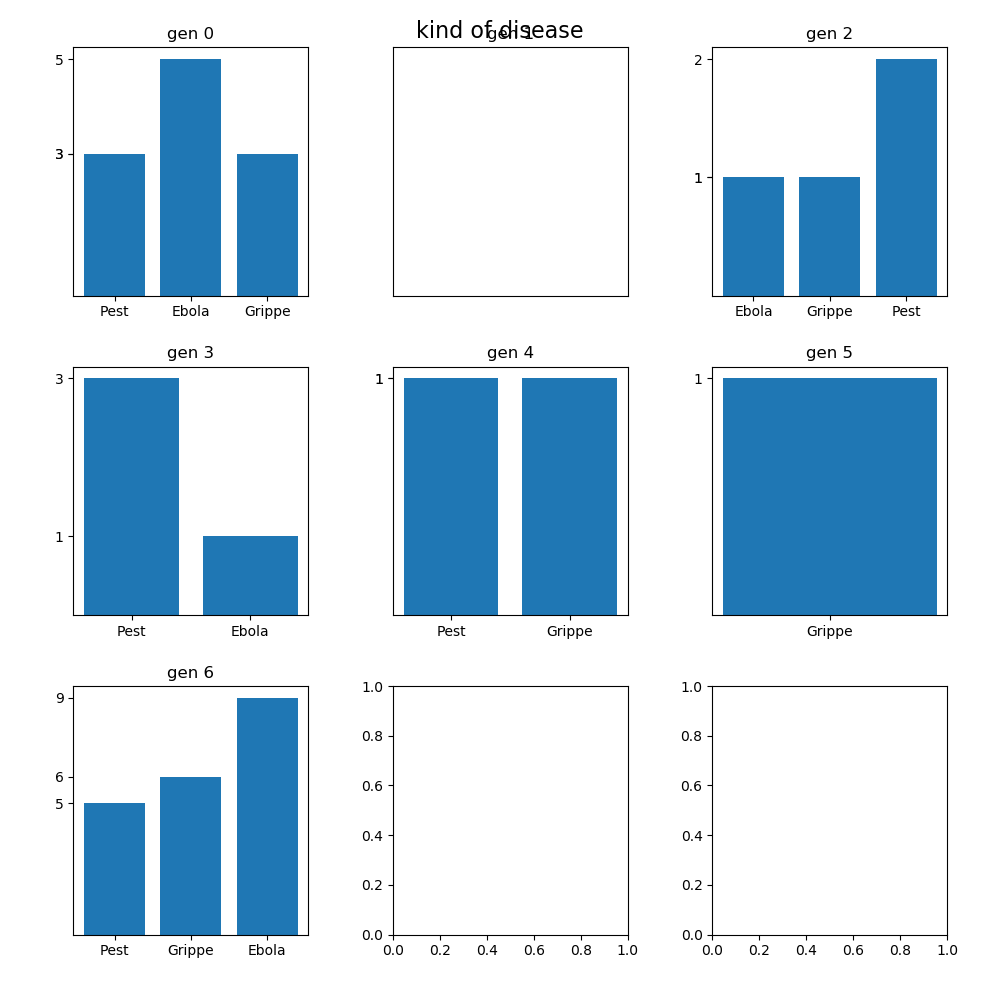 kind of disease
gen 0
5
3
Pest Ebola Grippe
gen 1
gen 2
2
1
Ebola Grippe Pest
gen 3
3
1
Pest Ebola
gen 4
1
Pest Grippe
gen 5
1
Grippe
gen 6
9
6
5
Pest Grippe Ebola
1.0
0.8
0.6
0.4
0.2
0.0
0.0 0.2 0.4 0.6 0.8 1.0
1.0
0.8
0.6
0.4
0.2
0.0
0.0 0.2 0.4 0.6 0.8 1.0